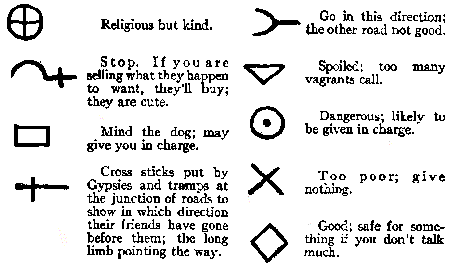 Religious but kind.
Stop. If you are
selling what they happen
to want, they'll buy;
they are cute.
Mind the dog; may
give you in charge.
Cross sticks put by
Gypsies and tramps at
the junction of roads to
show in which direction
their friends have gone
before them; the long
limb pointing the way.
Go in this direction;
the other road not good.
Spoiled; too many
vagrants call.
Dangerous; likely to
be given in charge.
Too poor; give
nothing.
Good; safe for some-
thing if you don't talk
much.